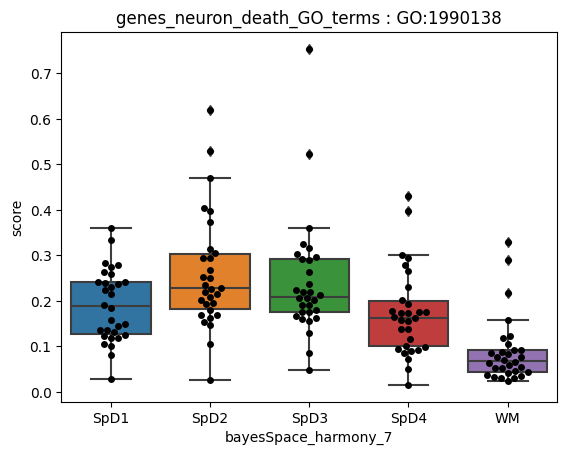 genes_neuron_death_GO_terms : GO:1990138
score
0.7
0.6
0.5
0.4
0.3
0.2
0.1
0.0
SpD1 SpD2 SpD3 SpD4 WM
bayesSpace_harmony_7